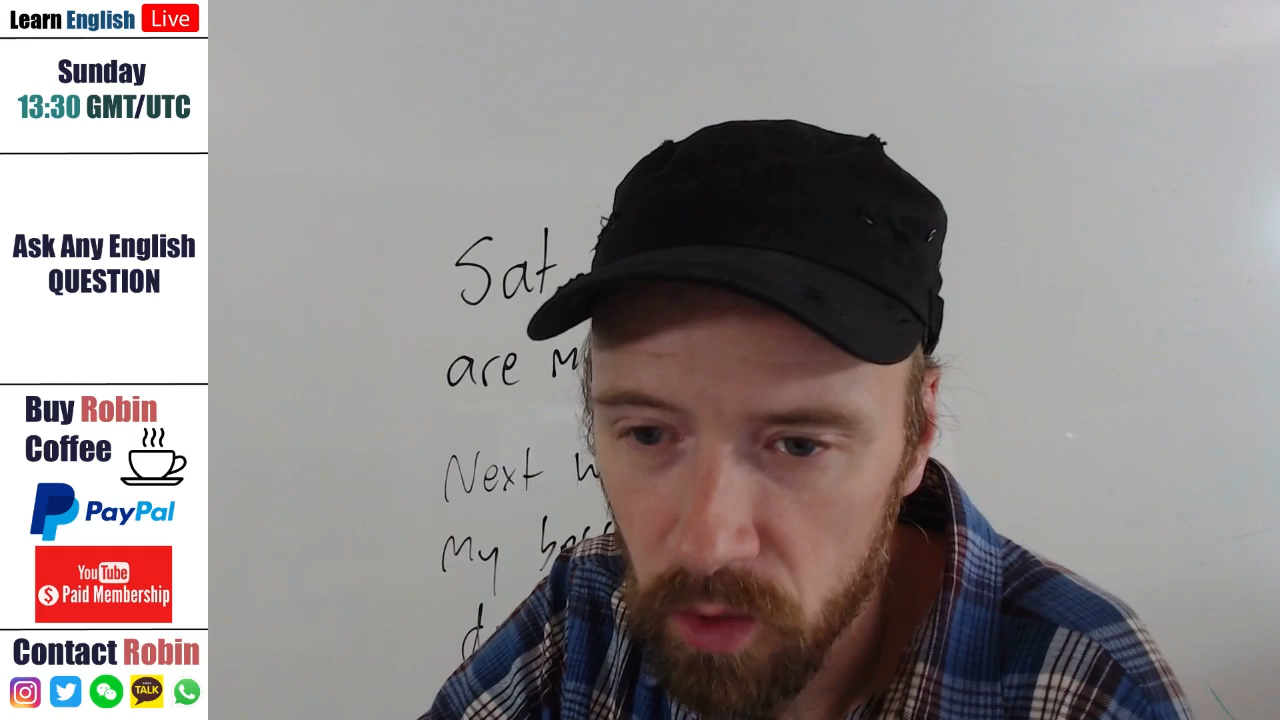 Learn English Live
Sunday
13:30 GMT/UTC
Ask Any English
QUESTION
Buy Robin
Coffee
PayPal
YouTube
$ Paid Membership
Contact Robin
TALK
Sat
are
Next
My